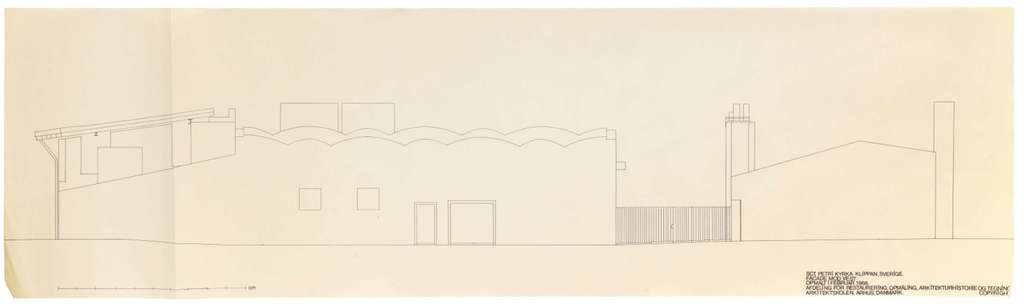 SCT. PETRI KYRKA. KLIPPAN. SVERIGE.
FACADE MOD VEST.
OPMÅLT I FEBRUAR 1966.
AFDELING FOR RESTAURERING, OPMÅLING, ARKITEKTURHISTORIE OG TEGNING
ARKITEKTSKOLEN, ÅRHUS, DANMARK. COPYRIGHT.